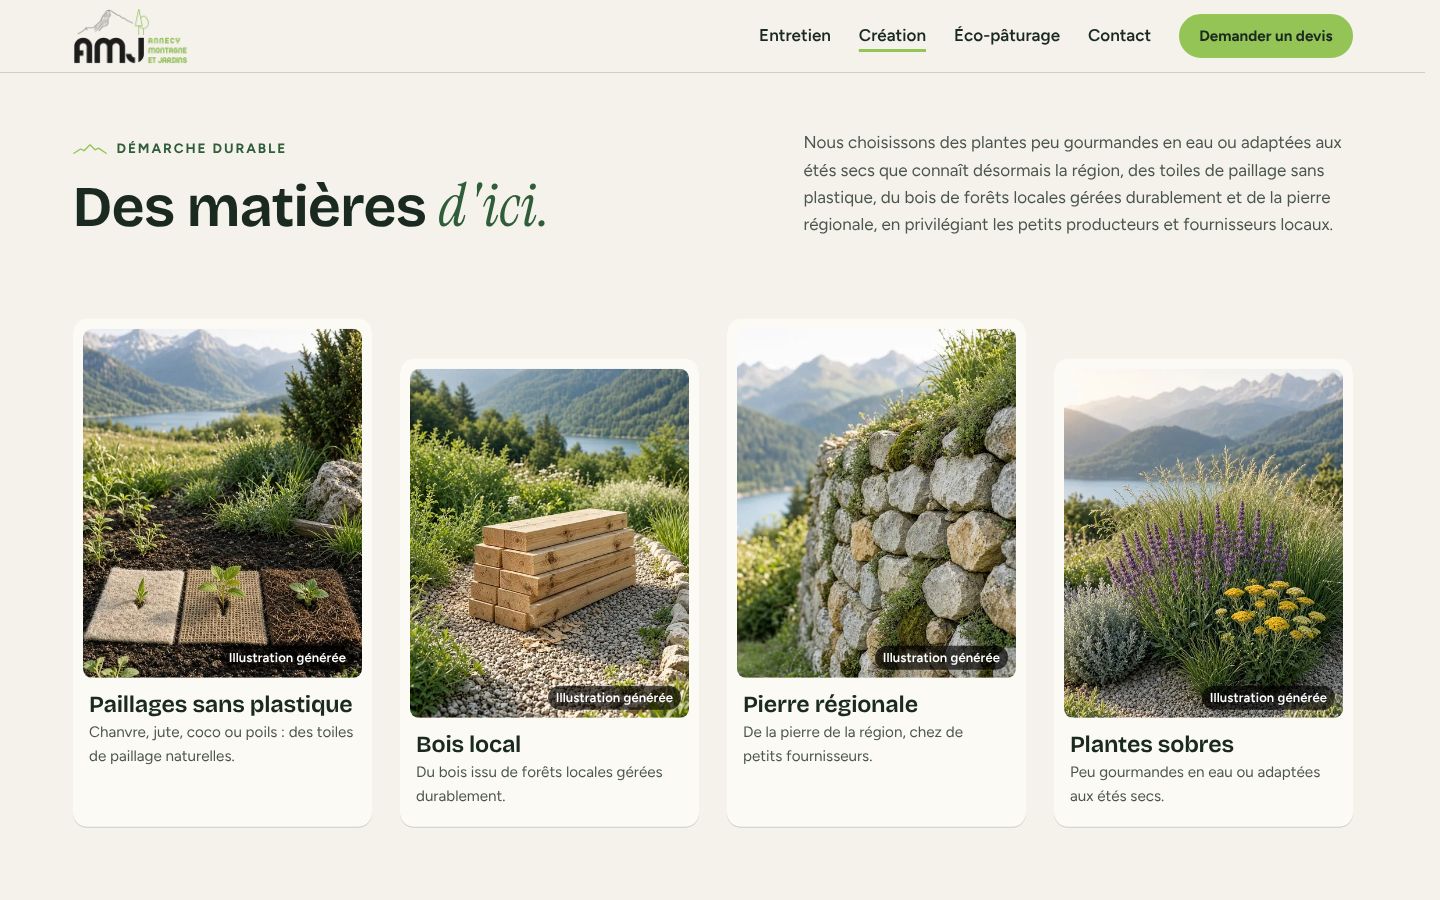 AMJ
ANNECY
MONTAGNE
ET JARDINS
Entretien
Création
Éco-pâturage
Contact
Demander un devis
DÉMARCHE DURABLE
Des matières d'ici.
Nous choisissons des plantes peu gourmandes en eau ou adaptées aux
étés secs que connaît désormais la région, des toiles de paillage sans
plastique, du bois de forêts locales gérées durablement et de la pierre
régionale, en privilégiant les petits producteurs et fournisseurs locaux.
Illustration générée
Paillages sans plastique
Chanvre, jute, coco ou poils : des toiles
de paillage naturelles.
Illustration générée
Bois local
Du bois issu de forêts locales gérées
durablement.
Illustration générée
Pierre régionale
De la pierre de la région, chez de
petits fournisseurs.
Illustration générée
Plantes sobres
Peu gourmandes en eau ou adaptées
aux étés secs.